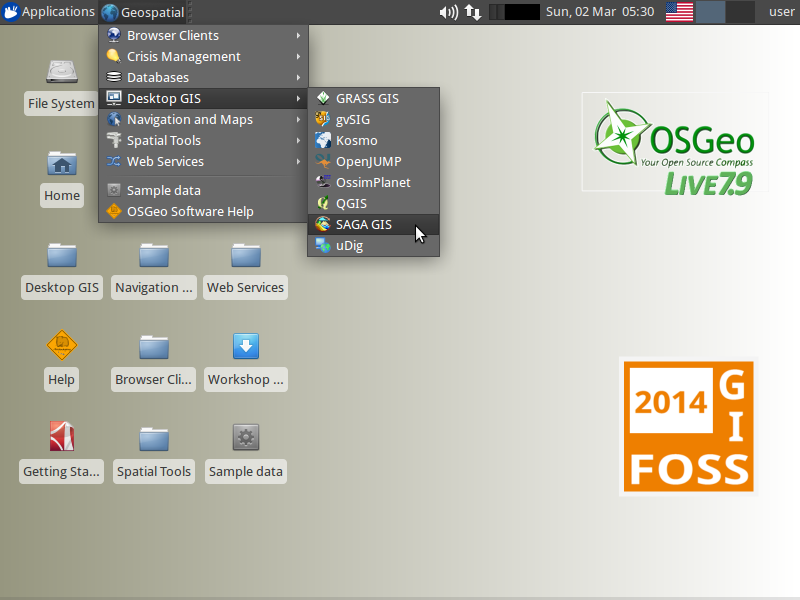 Applications Geospatial Sun, 02 Mar 05:30 user
Browser Clients
Crisis Management
Databases
Desktop GIS
Navigation and Maps
Spatial Tools
Web Services
Sample data
OSGeo Software Help
GRASS GIS
gvSIG
Kosmo
OpenJUMP
OssimPlanet
QGIS
SAGA GIS
uDig
File System
Home
Desktop GIS Navigation ... Web Services
Help Browser Cli... Workshop ...
Getting Sta... Spatial Tools Sample data
OSGeo
Your Open Source Compass
LIVE7.9
2014 GI
FOSS